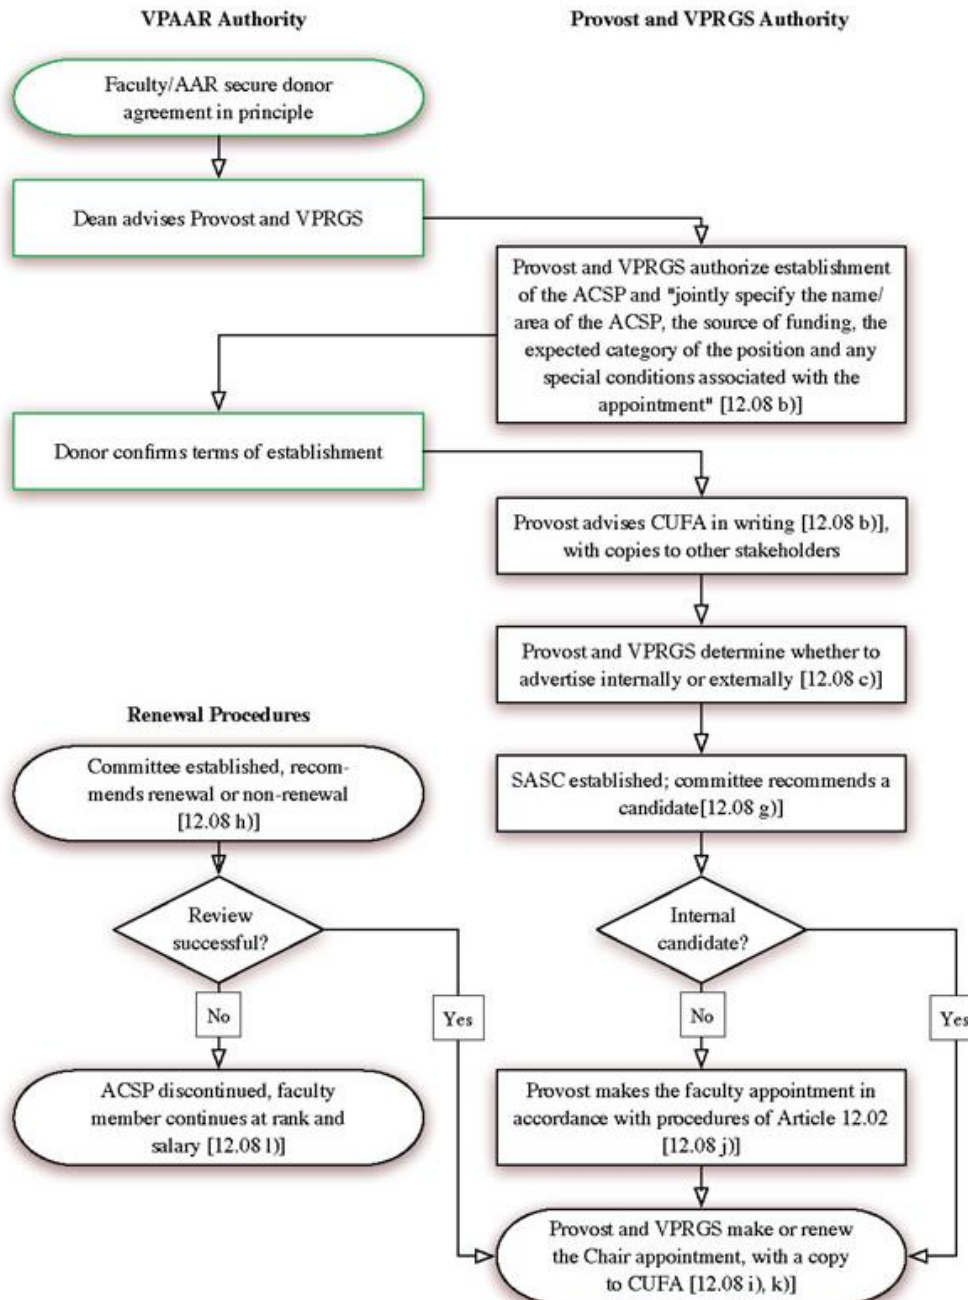 VPAAR Authority
Provost and VPRGS Authority
Faculty/AAR secure donor
agreement in principle
Dean advises Provost and VPRGS
Provost and VPRGS authorize establishment
of the ACSP and "jointly specify the name/
area of the ACSP, the source of funding, the
expected category of the position and any
special conditions associated with the
appointment" [12.08 b)]
Donor confirms terms of establishment
Provost advises CUFA in writing [12.08 b)],
with copies to other stakeholders
Provost and VPRGS determine whether to
advertise internally or externally [12.08 c)]
SASC established; committee recommends a
candidate[12.08 g)]
Internal
candidate?
No
Yes
Provost makes the faculty appointment in
accordance with procedures of Article 12.02
[12.08 j)]
Provost and VPRGS make or renew
the Chair appointment, with a copy
to CUFA [12.08 i), k)]
Renewal Procedures
Committee established, recom-
mends renewal or non-renewal
[12.08 h)]
Review
successful?
No
Yes
ACSP discontinued, faculty
member continues at rank and
salary [12.08 l)]